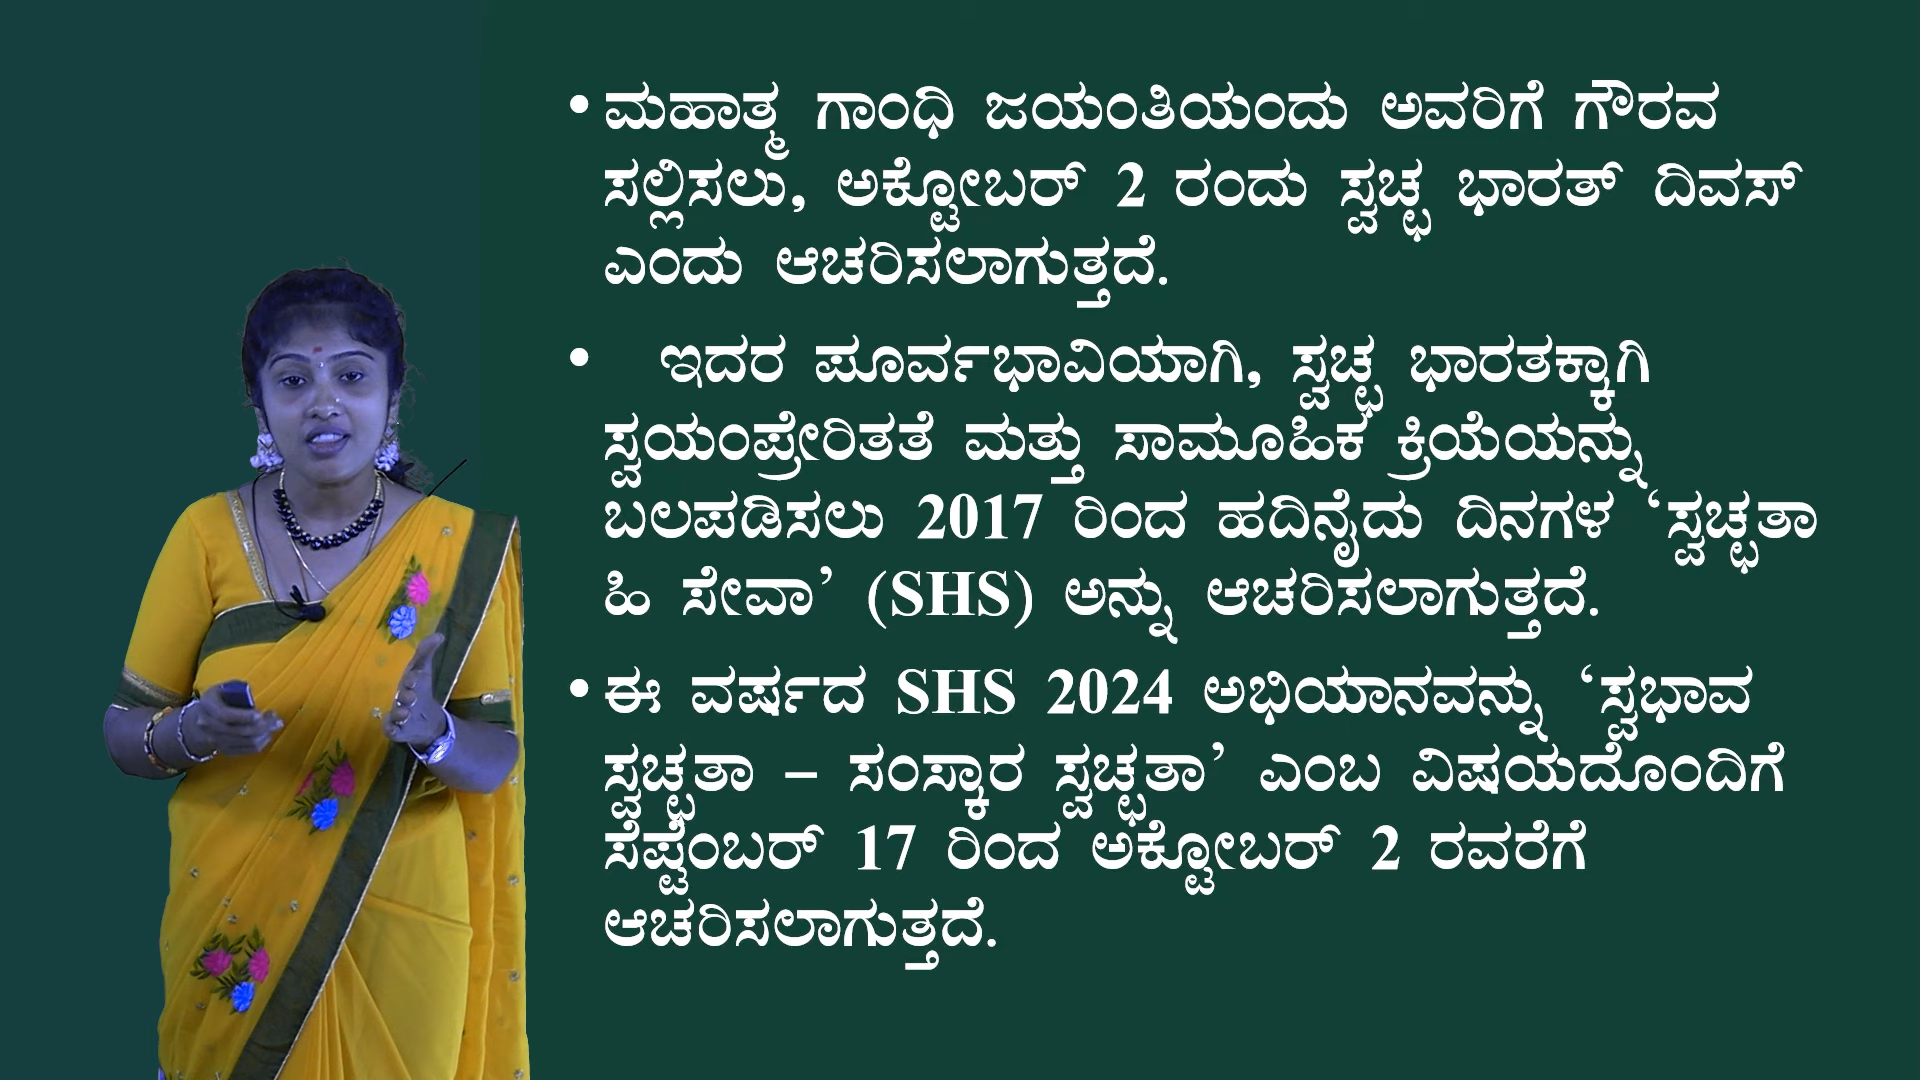 • ಮಹಾತ್ಮ ಗಾಂಧಿ ಜಯಂತಿಯಂದು ಅವರಿಗೆ ಗೌರವ
ಸಲ್ಲಿಸಲು, ಅಕ್ಟೋಬರ್ 2 ರಂದು ಸ್ವಚ್ಛ ಭಾರತ್ ದಿವಸ್
ಎಂದು ಆಚರಿಸಲಾಗುತ್ತದೆ.
• ಇದರ ಪೂರ್ವಭಾವಿಯಾಗಿ, ಸ್ವಚ್ಛ ಭಾರತಕ್ಕಾಗಿ
ಸ್ವಯಂಪ್ರೇರಿತತೆ ಮತ್ತು ಸಾಮೂಹಿಕ ಕ್ರಿಯೆಯನ್ನು
ಬಲಪಡಿಸಲು 2017 ರಿಂದ ಹದಿನೈದು ದಿನಗಳ ‘ಸ್ವಚ್ಛತಾ
ಹಿ ಸೇವಾ’ (SHS) ಅನ್ನು ಆಚರಿಸಲಾಗುತ್ತದೆ.
• ಈ ವರ್ಷದ SHS 2024 ಅಭಿಯಾನವನ್ನು ‘ಸ್ವಭಾವ
ಸ್ವಚ್ಛತಾ – ಸಂಸ್ಕಾರ ಸ್ವಚ್ಛತಾ’ ಎಂಬ ವಿಷಯದೊಂದಿಗೆ
ಸೆಪ್ಟೆಂಬರ್ 17 ರಿಂದ ಅಕ್ಟೋಬರ್ 2 ರವರೆಗೆ
ಆಚರಿಸಲಾಗುತ್ತದೆ.